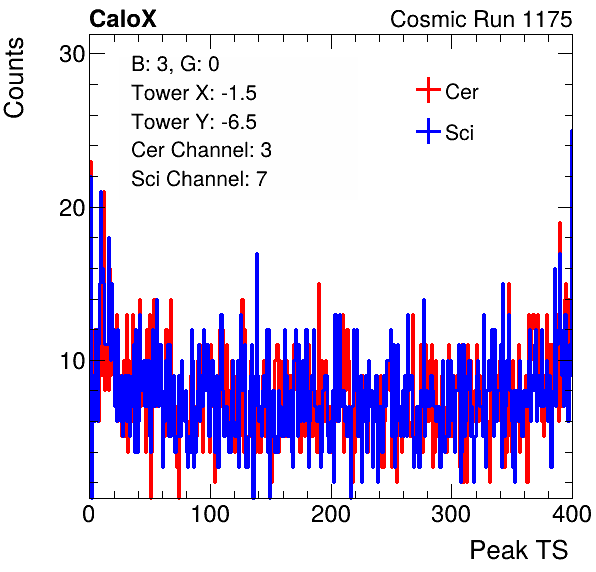 CaloX
Cosmic Run 1175
Counts
30
20
10
B: 3, G: 0
Tower X: -1.5
Tower Y: -6.5
Cer Channel: 3
Sci Channel: 7
Cer
Sci
0
100
200
300
400
Peak TS